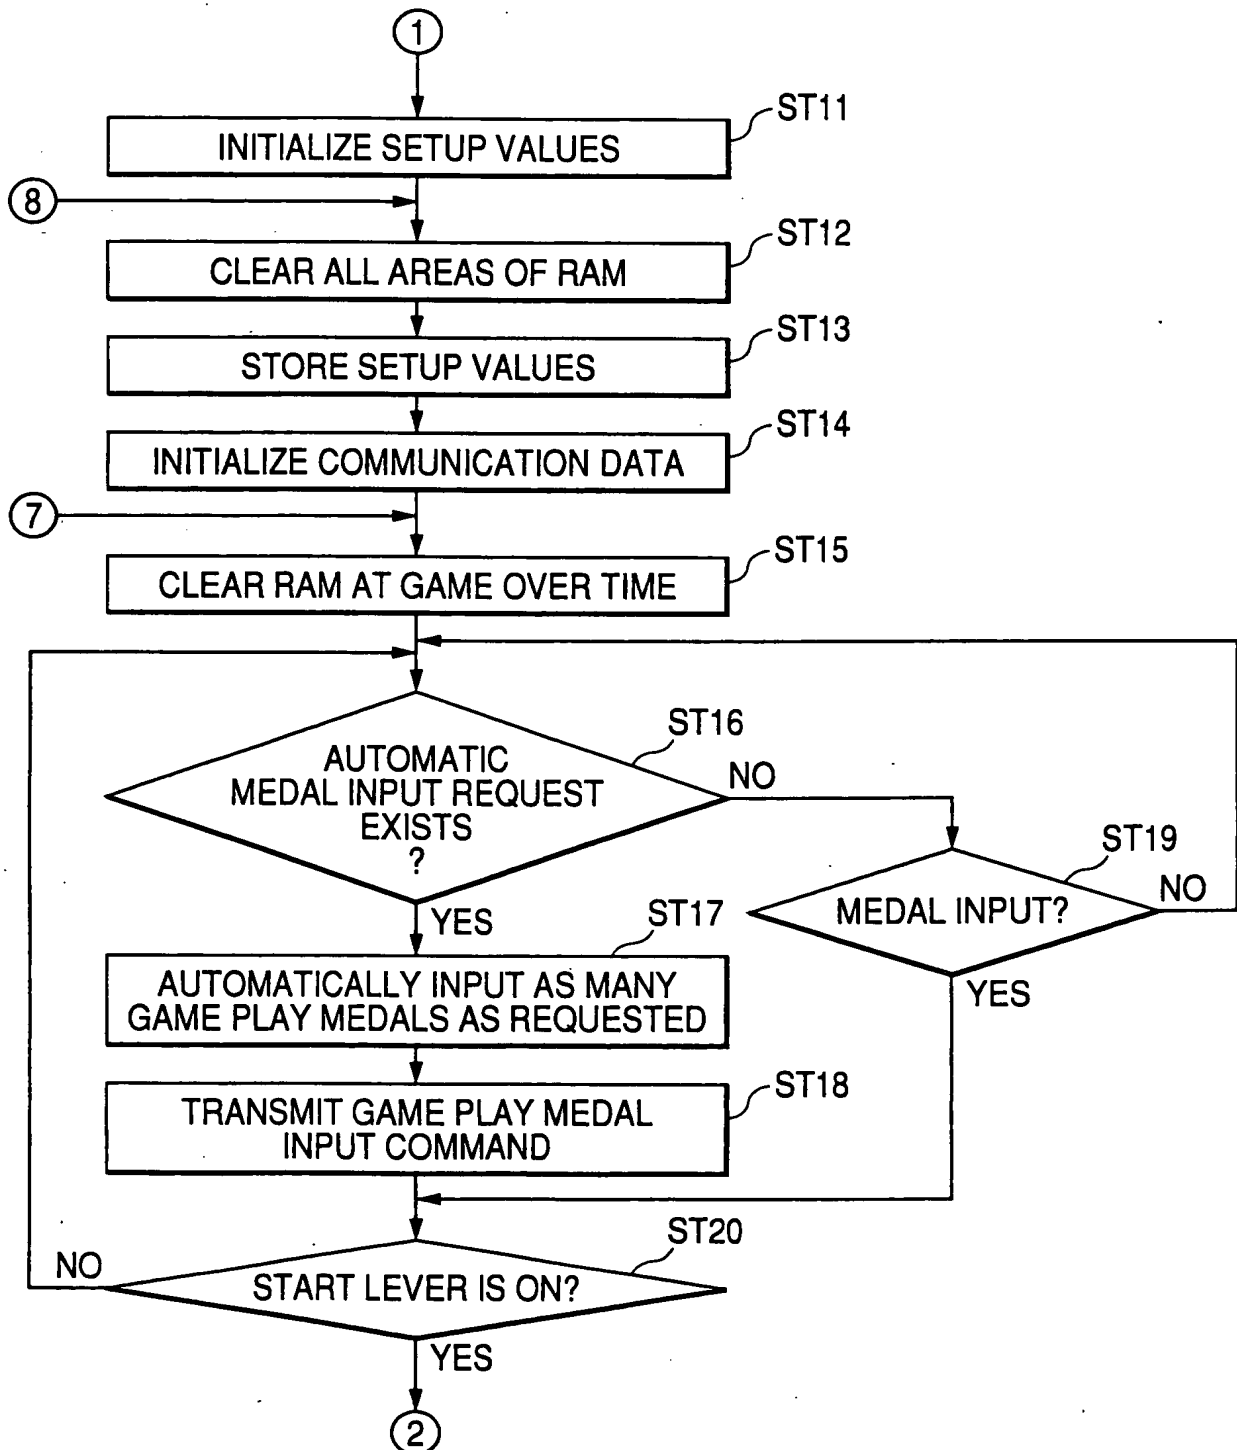 1
ST11
INITIALIZE SETUP VALUES
8
ST12
CLEAR ALL AREAS OF RAM
ST13
STORE SETUP VALUES
ST14
INITIALIZE COMMUNICATION DATA
7
ST15
CLEAR RAM AT GAME OVER TIME
ST16
AUTOMATIC
MEDAL INPUT REQUEST
EXISTS
?
NO
YES
ST19
MEDAL INPUT?
NO
YES
ST17
AUTOMATICALLY INPUT AS MANY
GAME PLAY MEDALS AS REQUESTED
ST18
TRANSMIT GAME PLAY MEDAL
INPUT COMMAND
ST20
START LEVER IS ON?
NO
YES
2